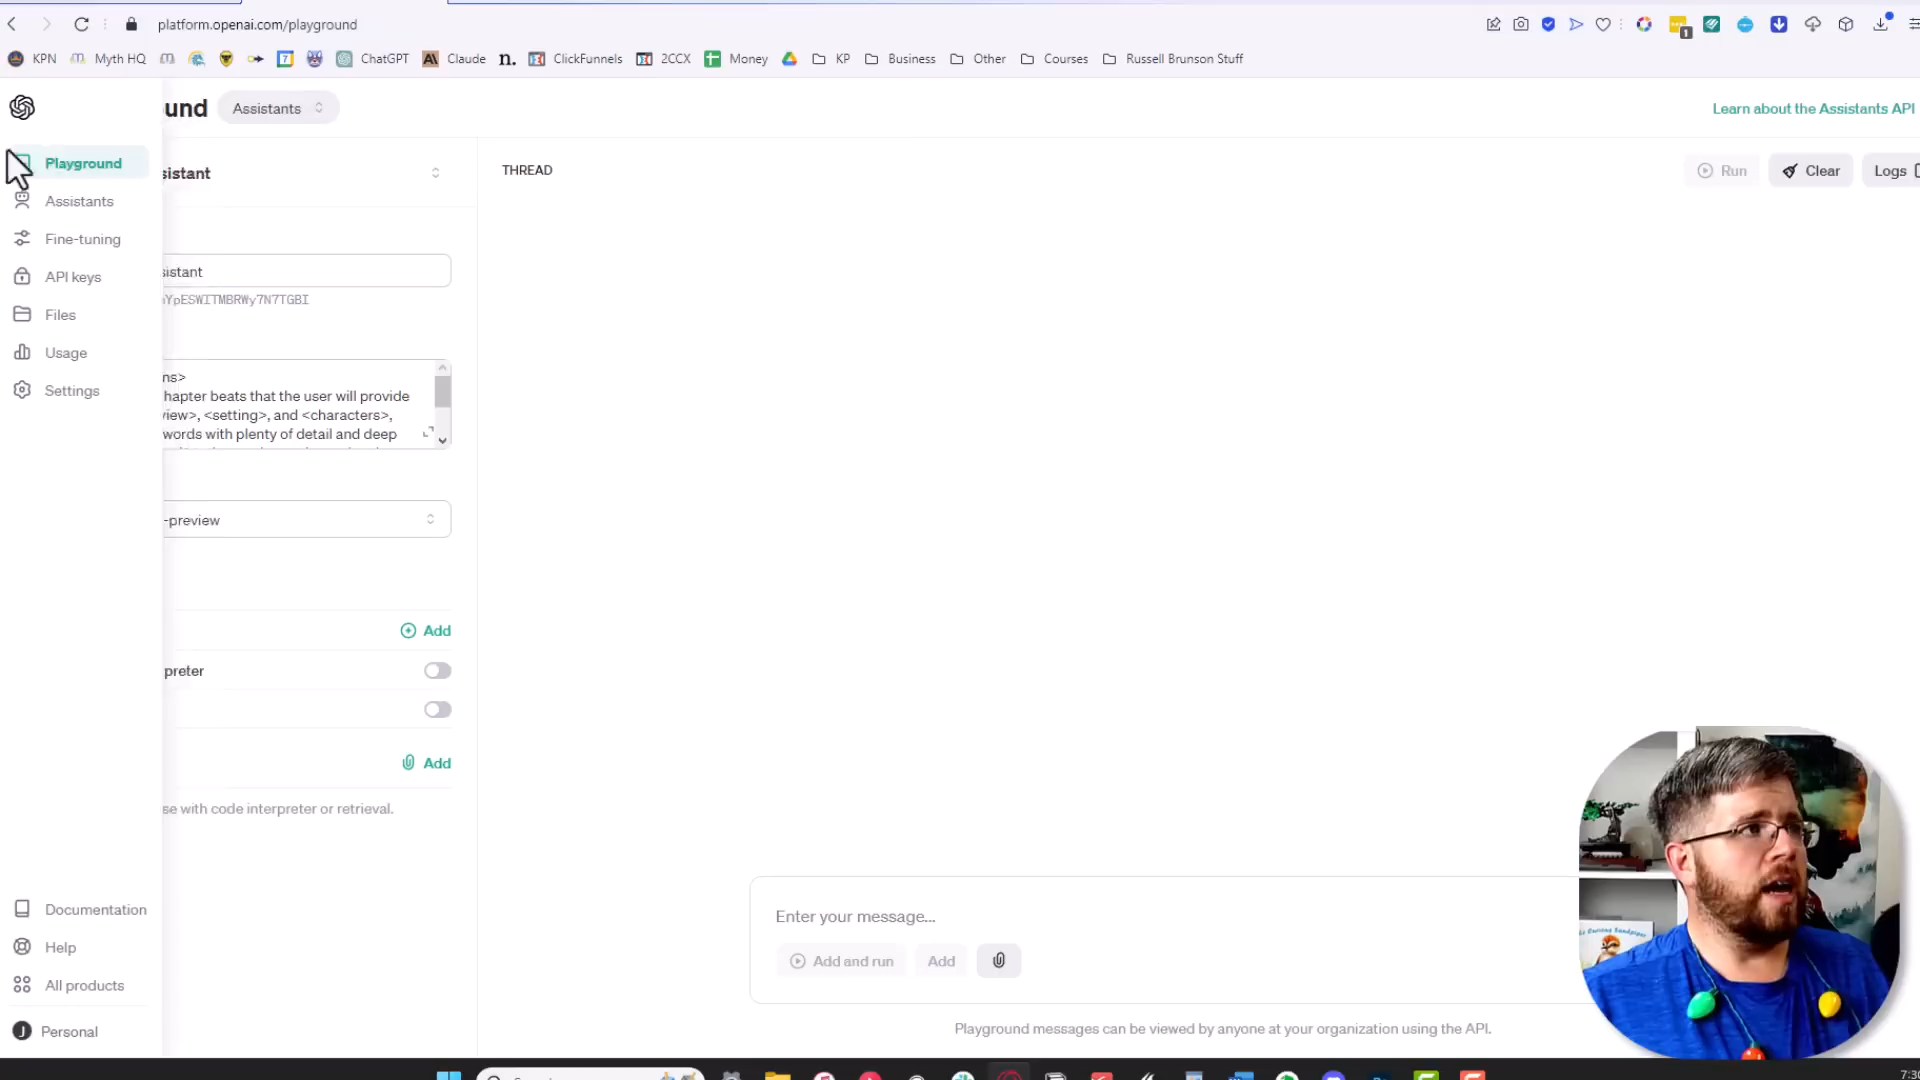 platform.openai.com/playground
KPN Myth HQ 7 ChatGPT Claude n. ClickFunnels 2CCX Money KP Business Other Courses Russell Brunson Stuff
und Assistants
Learn about the Assistants API
Playground
sistant
THREAD
Run
Clear
Logs
Assistants
Fine-tuning
API keys
sistant
YpESWITMBRWy7N7TGBI
Files
Usage
Settings
ns>
hapter beats that the user will provide
view>, <setting>, and <characters>,
words with plenty of detail and deep
-preview
Add
preter
Add
se with code interpreter or retrieval.
Enter your message...
Add and run
Add
Documentation
Help
All products
J Personal
Playground messages can be viewed by anyone at your organization using the API.
Curious Sandpiper